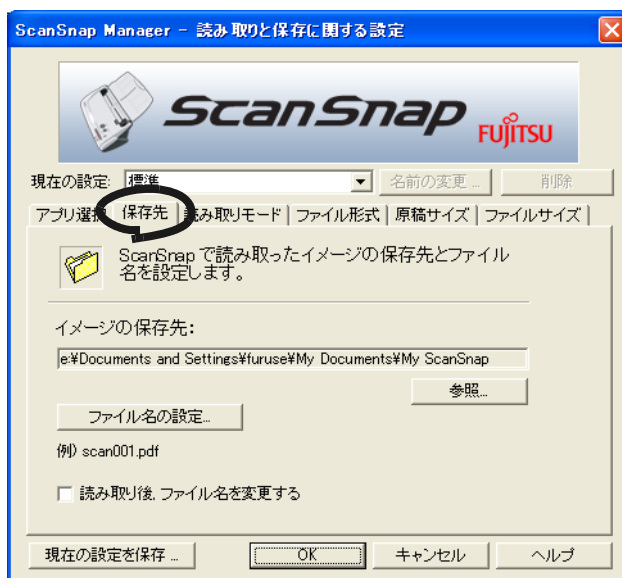 ScanSnap Manager - 読み取りと保存に関する設定
ScanSnap
FUJITSU
現在の設定: 標準 名前の変更 ... 削除
アプリ選択 保存先 読み取りモード ファイル形式 原稿サイズ ファイルサイズ
ScanSnap で読み取ったイメージの保存先とファイル
名を設定します。
イメージの保存先:
e:¥Documents and Settings¥furuse¥My Documents¥My ScanSnap
参照...
ファイル名の設定...
例) scan001.pdf
読み取り後、ファイル名を変更する
現在の設定を保存 ... OK キャンセル ヘルプ